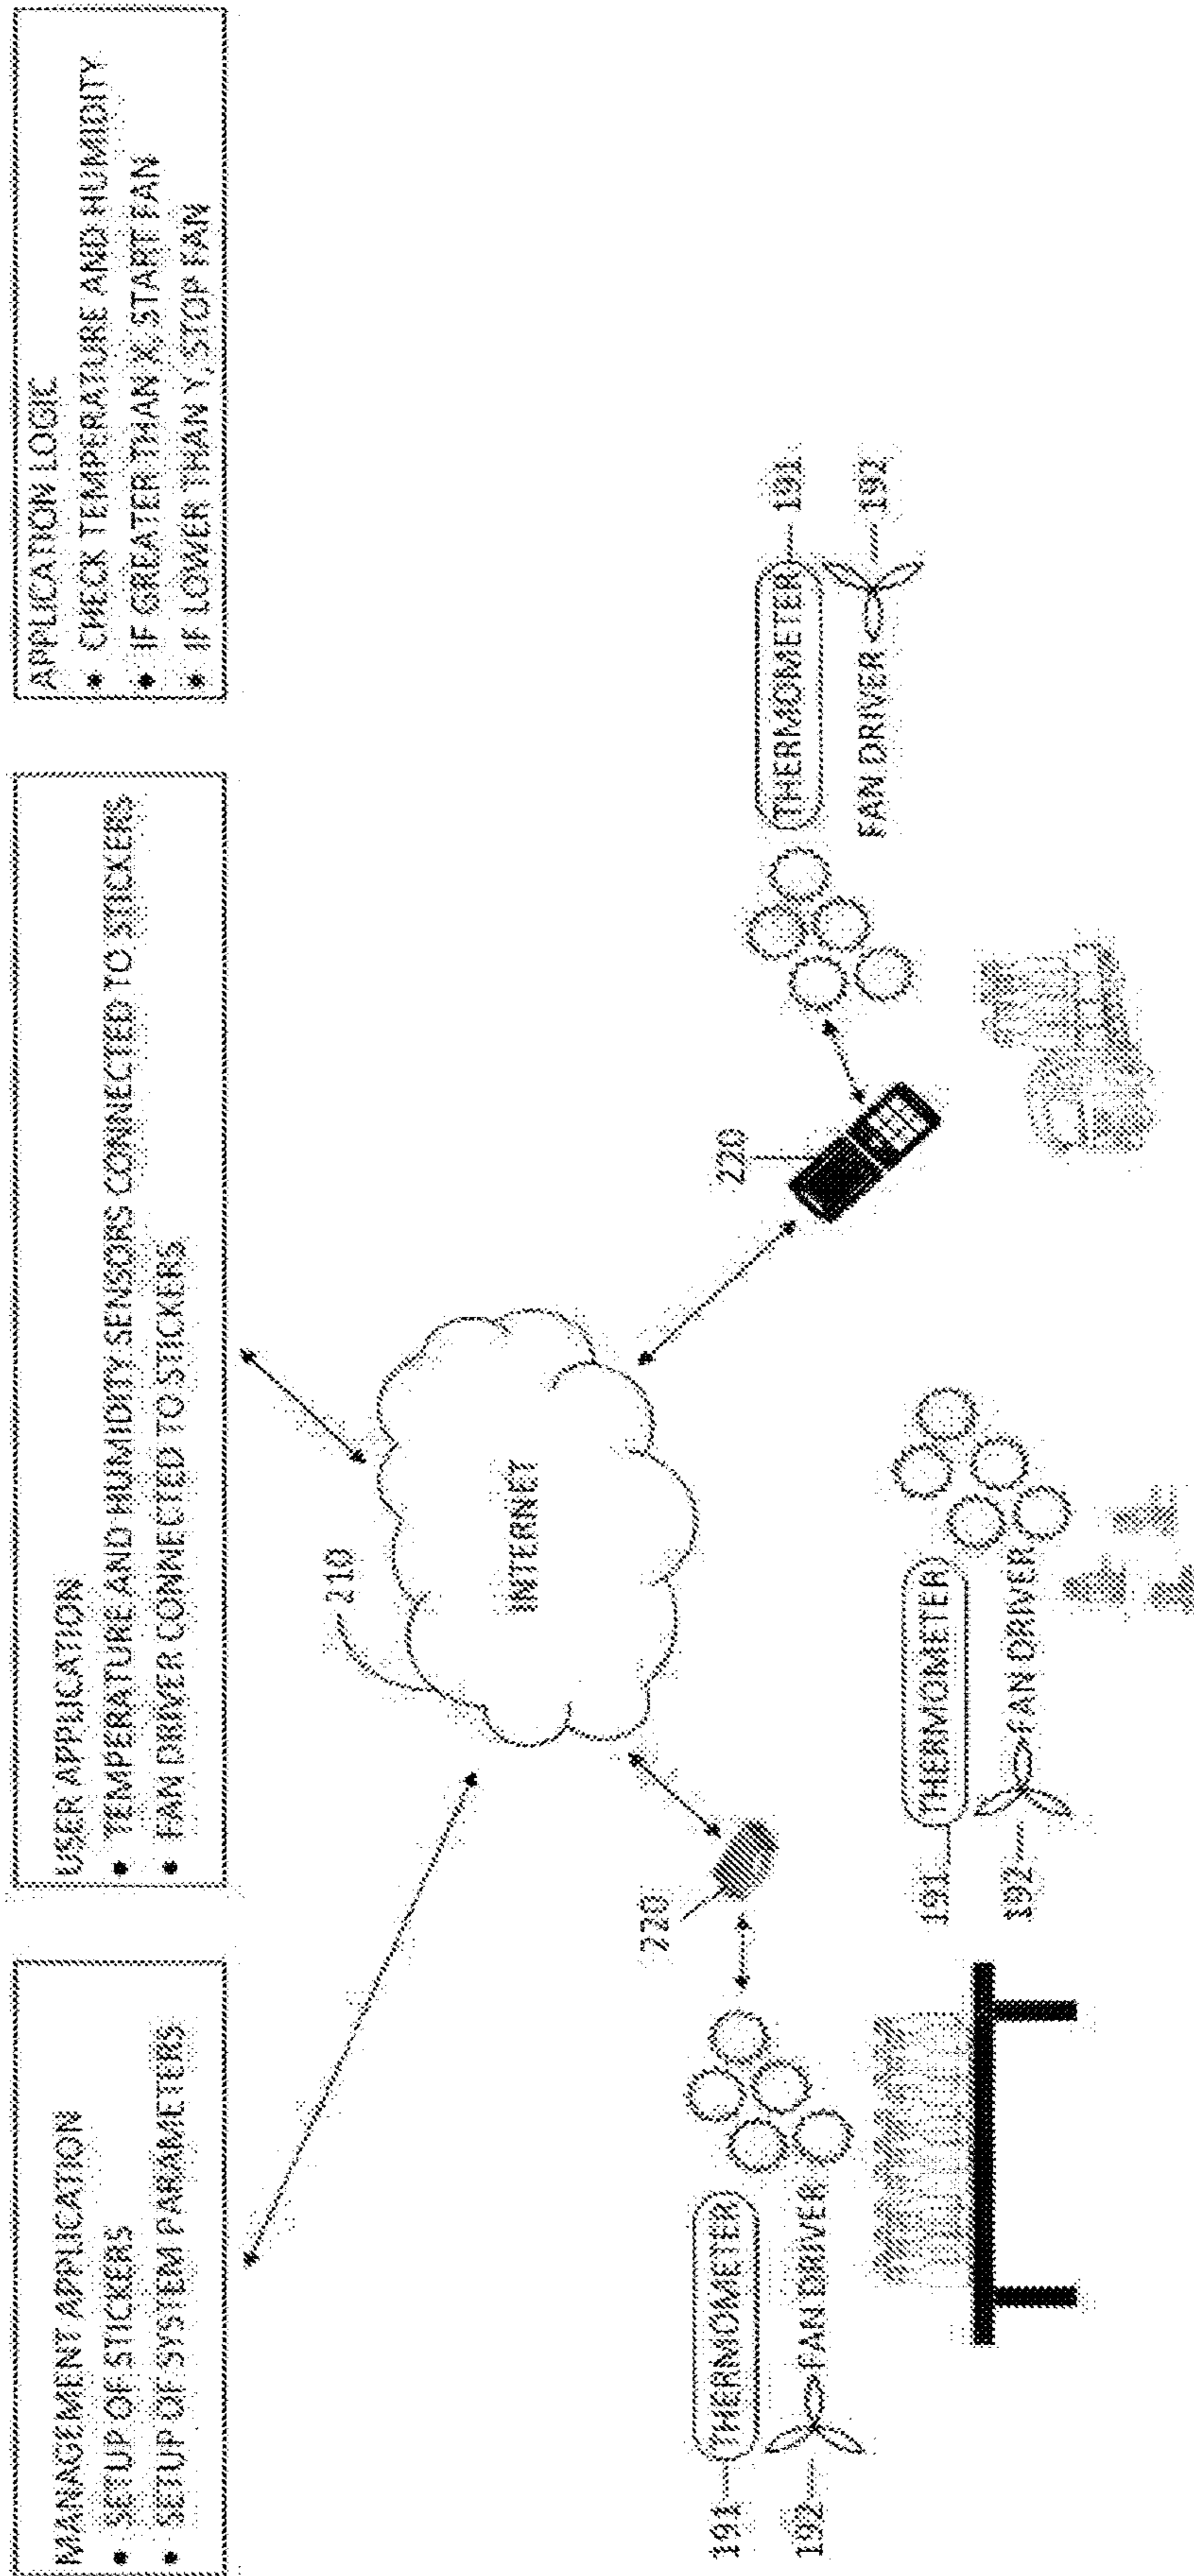 MANAGEMENT APPLICATION
• SETUP OF STICKERS
• SETUP OF SYSTEM PARAMETERS
USER APPLICATION
• TEMPERATURE AND HUMIDITY SENSORS CONNECTED TO STICKERS
• FAN DRIVER CONNECTED TO STICKERS
APPLICATION LOGIC
• CHECK TEMPERATURE AND HUMIDITY
• IF GREATER THAN X, START FAN
• IF LOWER THAN Y, STOP FAN
210
INTERNET
220
220
191
THERMOMETER
192
FAN DRIVER
191
THERMOMETER
192
FAN DRIVER
THERMOMETER
191
FAN DRIVER
192